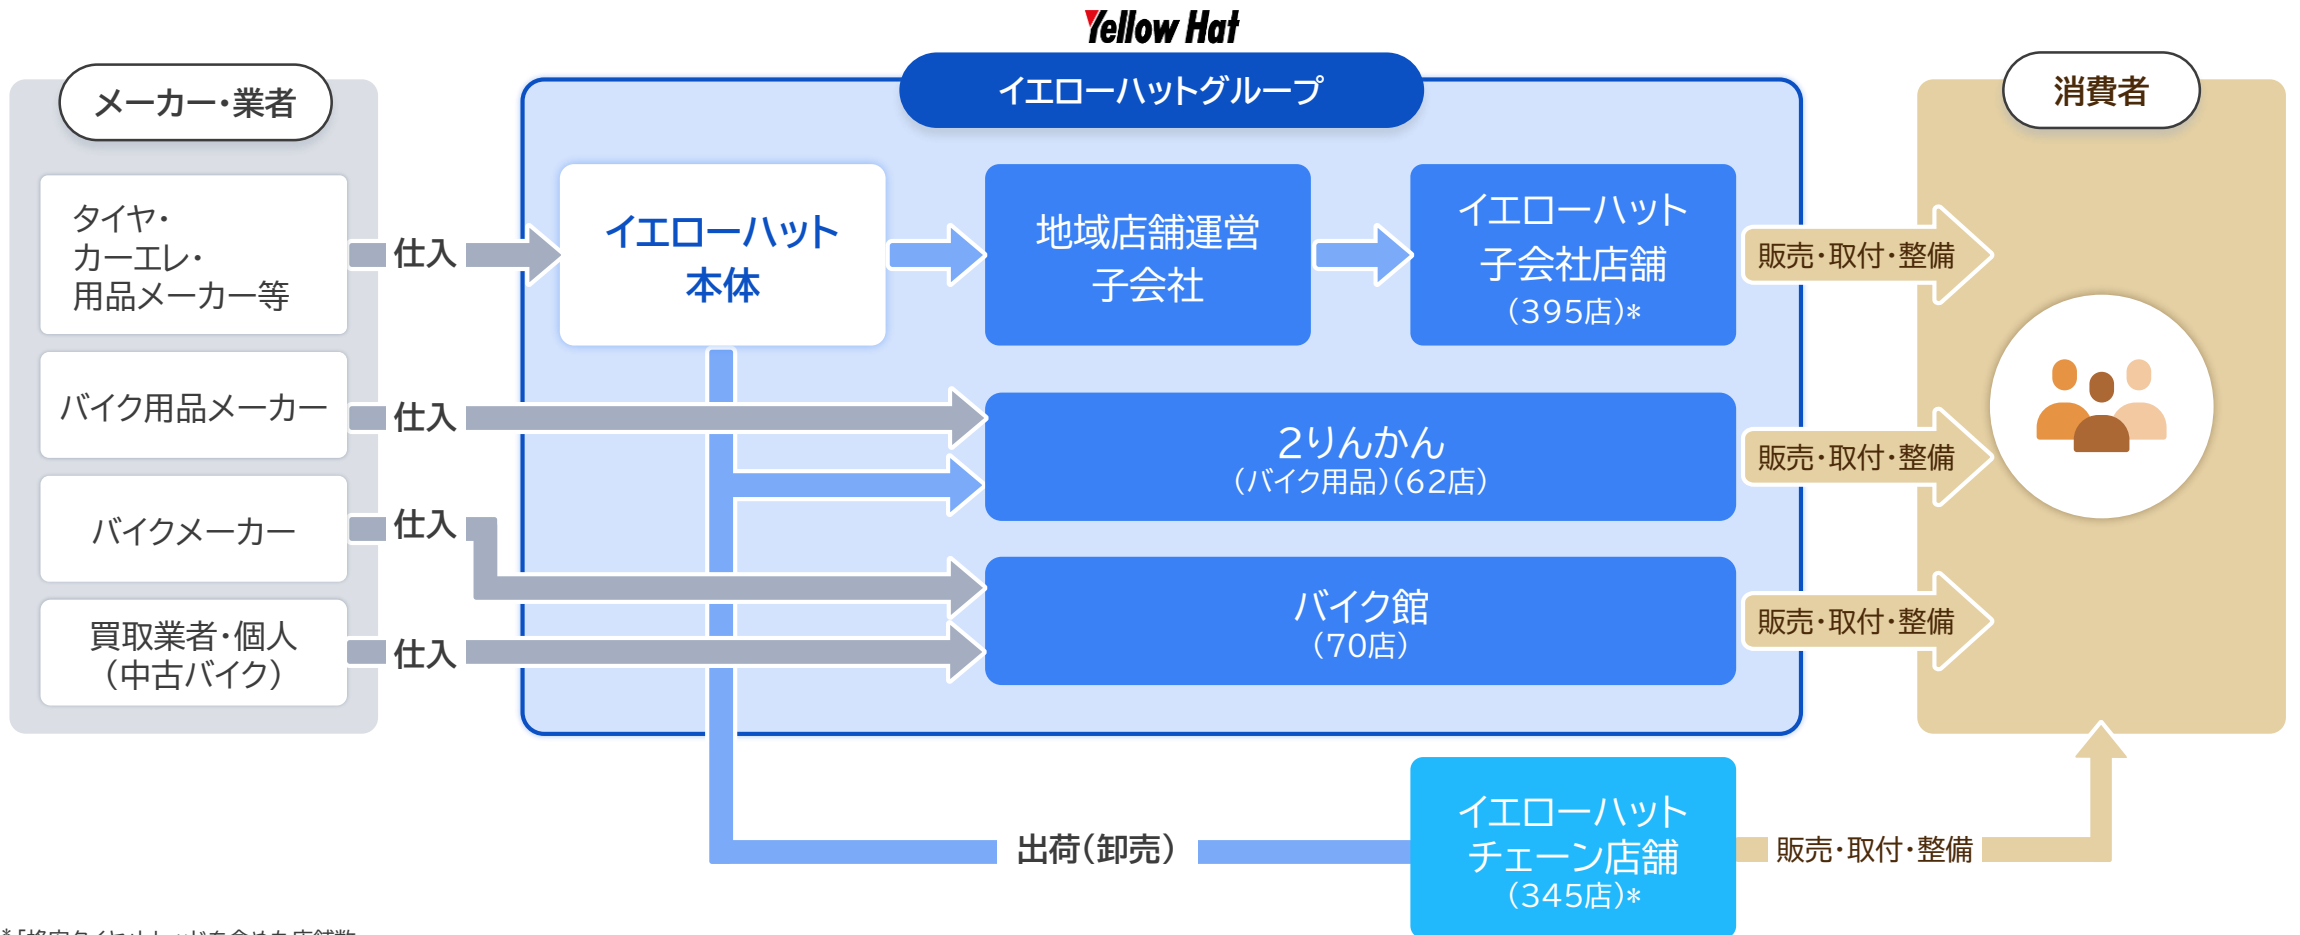 Yellow Hat
イエローハットグループ
メーカー・業者
消費者
タイヤ・
カーエレ・
用品メーカー等
仕入
イエローハット
本体
地域店舗運営
子会社
イエローハット
子会社店舗
(395店)*
販売・取付・整備
バイク用品メーカー
仕入
2りんかん
(バイク用品)(62店)
販売・取付・整備
バイクメーカー
仕入
バイク館
(70店)
販売・取付・整備
買取業者・個人
(中古バイク)
仕入
出荷(卸売)
イエローハット
チェーン店舗
(345店)*
販売・取付・整備